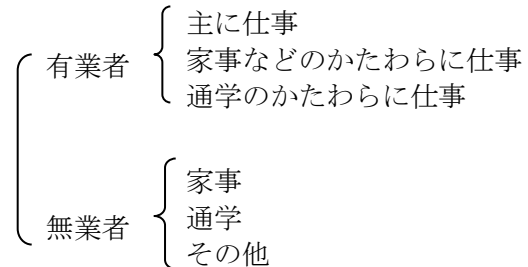 有業者
主に仕事
家事などのかたわらに仕事
通学のかたわらに仕事
無業者
家事
通学
その他